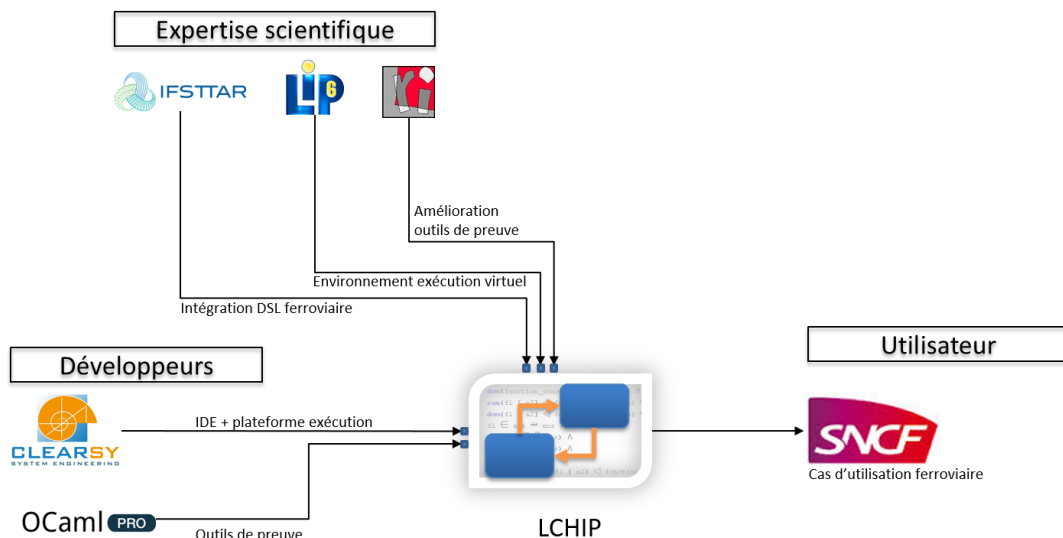 Expertise scientifique
IFSTTAR
LIP6
Amélioration
outils de preuve
Environnement exécution virtuel
Intégration DSL ferroviaire
Développeurs
Utilisateur
CLEARSY
SYSTEM ENGINEERING
IDE + plateforme exécution
SNCF
Cas d'utilisation ferroviaire
OCaml PRO
Outils de preuve
LCHIP